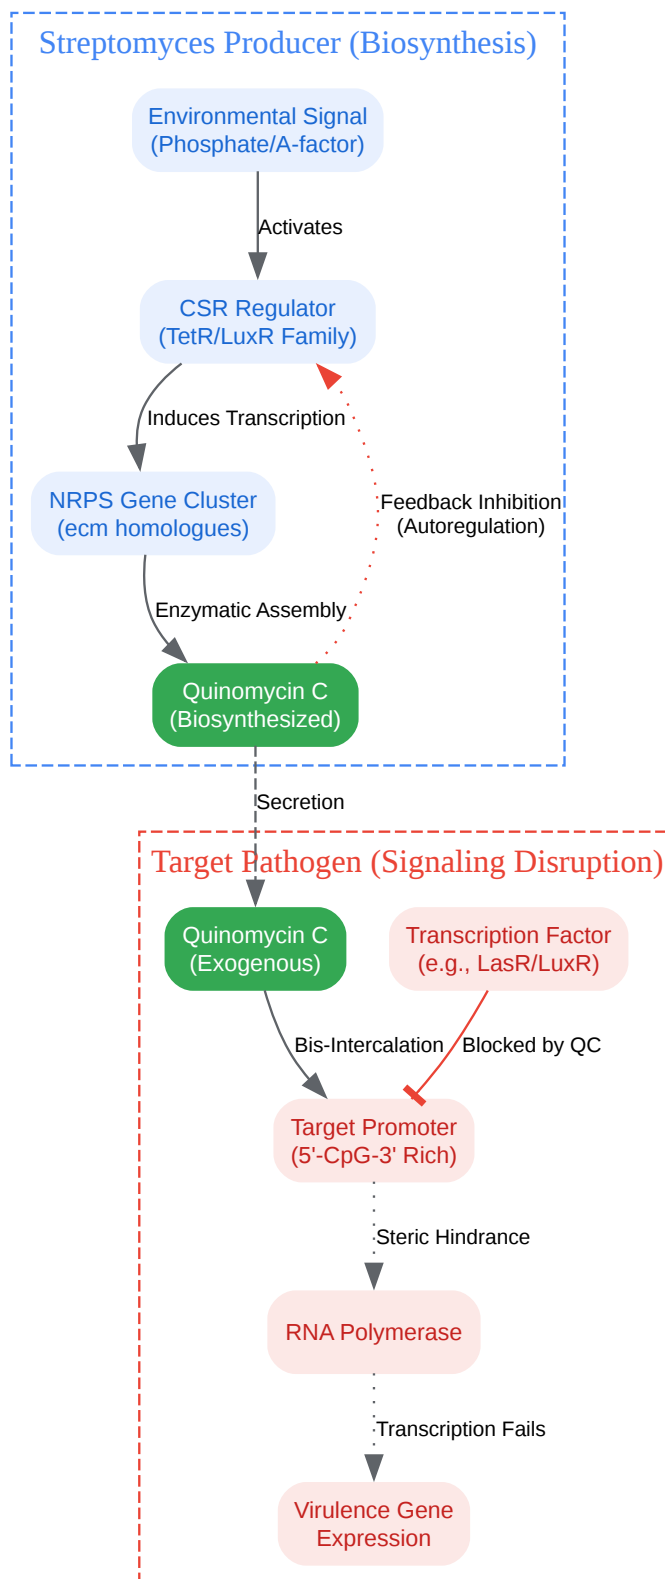 Streptomyces Producer (Biosynthesis)
Environmental Signal
(Phosphate/A-factor)
Activates
CSR Regulator
(TetR/LuxR Family)
Induces Transcription
NRPS Gene Cluster
(ecm homologues)
Feedback Inhibition
(Autoregulation)
Enzymatic Assembly
Quinomycin C
(Biosynthesized)
Secretion
Target Pathogen (Signaling Disruption)
Quinomycin C
(Exogenous)
Transcription Factor
(e.g., LasR/LuxR)
Bis-Intercalation
Blocked by QC
Target Promoter
(5'-CpG-3' Rich)
Steric Hindrance
RNA Polymerase
Transcription Fails
Virulence Gene
Expression